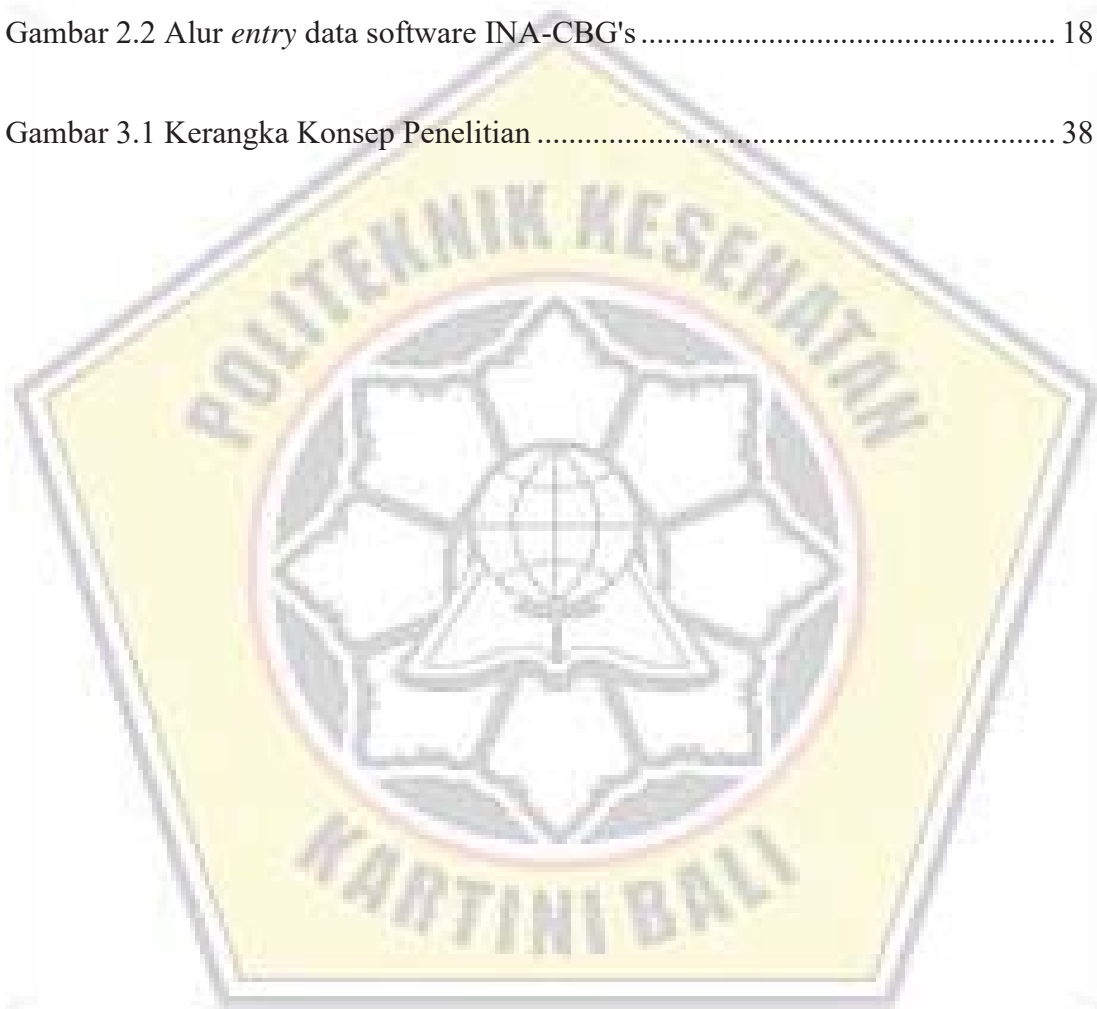 Gambar 2.2 Alur entry data software INA-CBG's ..................................................... 18
Gambar 3.1 Kerangka Konsep Penelitian .................................................................. 38
POLITEKNIK KESEHATAN
KARTINI BALI